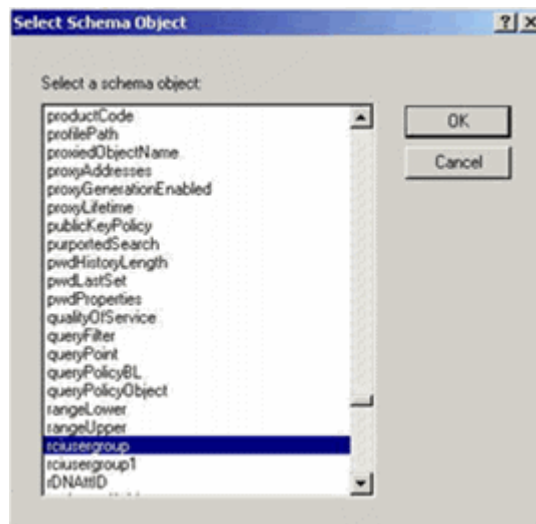 Select Schema Object
Select a schema object:
productCode
profilePath
proxiedObjectName
proxyAddresses
proxyGenerationEnabled
proxyLifetime
publicKeyPolicy
purportedSearch
pwdHistoryLength
pwdLastSet
pwdProperties
qualityOfService
queryFilter
queryPoint
queryPolicyBL
queryPolicyObject
rangeLower
rangeUpper
rciusergroup
rciusergroup1
rDNAttID
OK
Cancel